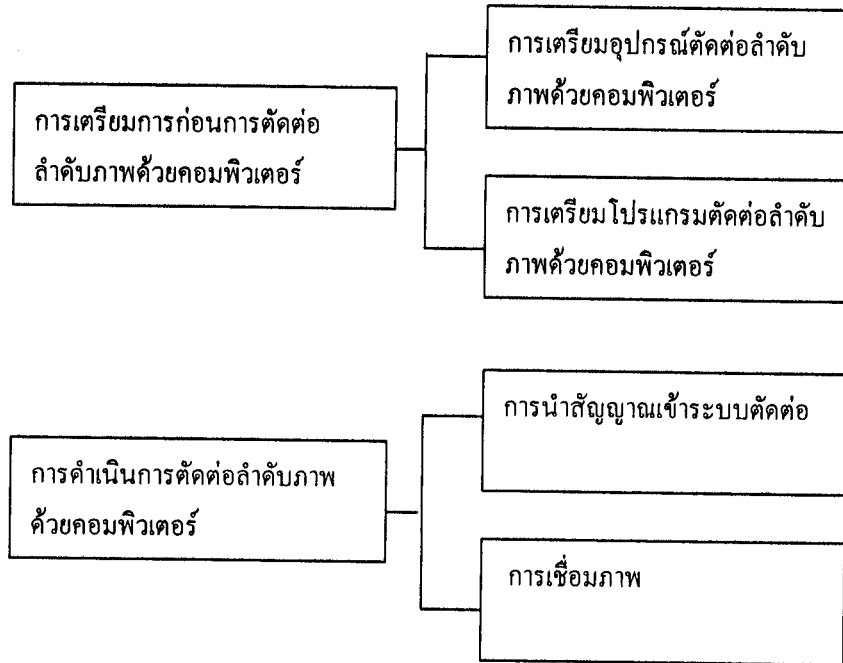 การเตรียมการก่อนการตัดต่อ
ลำดับภาพด้วยคอมพิวเตอร์
การเตรียมอุปกรณ์ตัดต่อลำดับ
ภาพด้วยคอมพิวเตอร์
การเตรียมโปรแกรมตัดต่อลำดับ
ภาพด้วยคอมพิวเตอร์
การดำเนินการตัดต่อลำดับภาพ
ด้วยคอมพิวเตอร์
การนำสัญญาณเข้าระบบตัดต่อ
การเชื่อมภาพ